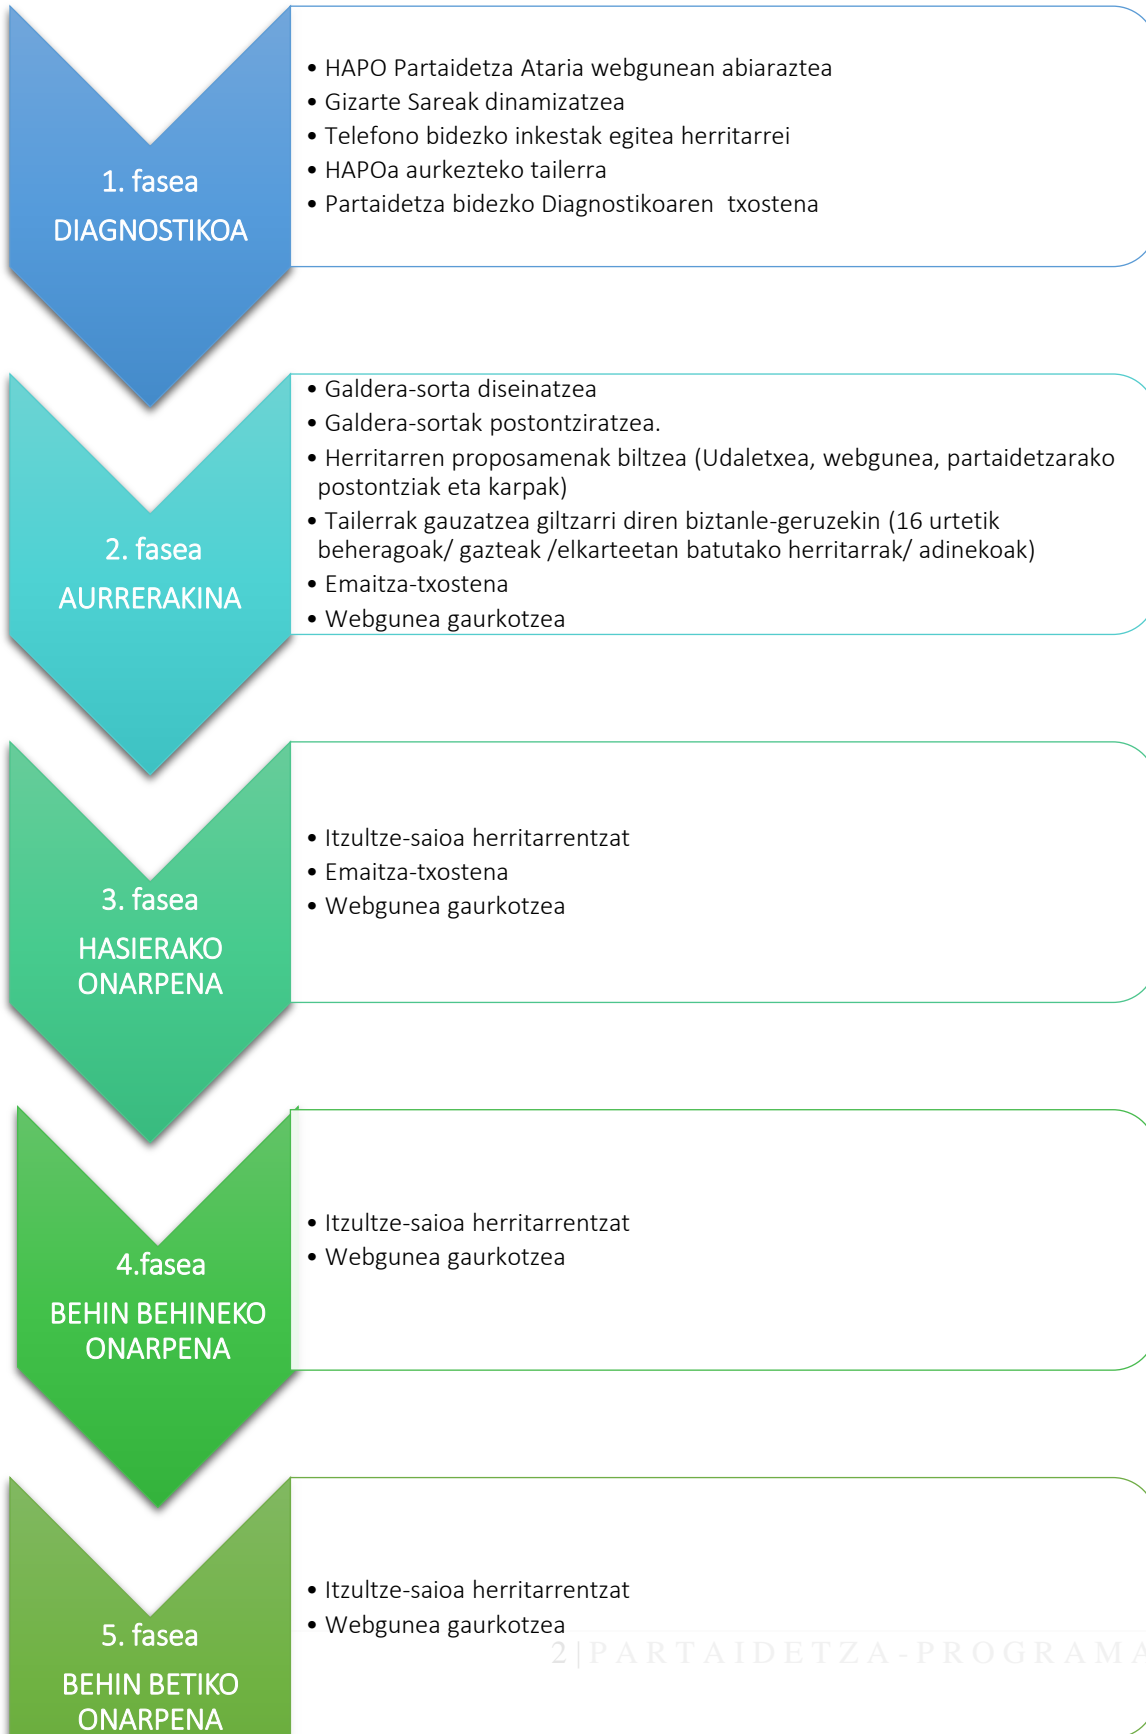 1. fasea
DIAGNOSTIKOA
• HAPO Partaidetza Ataria webgunean abiaraztea
• Gizarte Sareak dinamizatzea
• Telefono bidezko inkestak egitea herritarrei
• HAPOa aurkezteko tailerra
• Partaidetza bidezko Diagnostikoaren txostena
2. fasea
AURRERAKINA
• Galdera-sorta diseinatzea
• Galdera-sortak postontziratzea.
• Herritarren proposamenak biltzea (Udaletxea, webgunea, partaidetzarako
postontziak eta karpak)
• Tailerrak gauzatzea giltzarri diren biztanle-geruzekin (16 urtetik
beheragoak/ gazteak /elkarteetan batutako herritarrak/ adinekoak)
• Emaitza-txostena
• Webgunea gaurkotzea
3. fasea
HASIERAKO
ONARPENA
• Itzultze-saioa herritarrentzat
• Emaitza-txostena
• Webgunea gaurkotzea
4.fasea
BEHIN BEHINEKO
ONARPENA
• Itzultze-saioa herritarrentzat
• Webgunea gaurkotzea
5. fasea
BEHIN BETIKO
ONARPENA
• Itzultze-saioa herritarrentzat
• Webgunea gaurkotzea
2|PARTAIDETZA-PROGRAMA